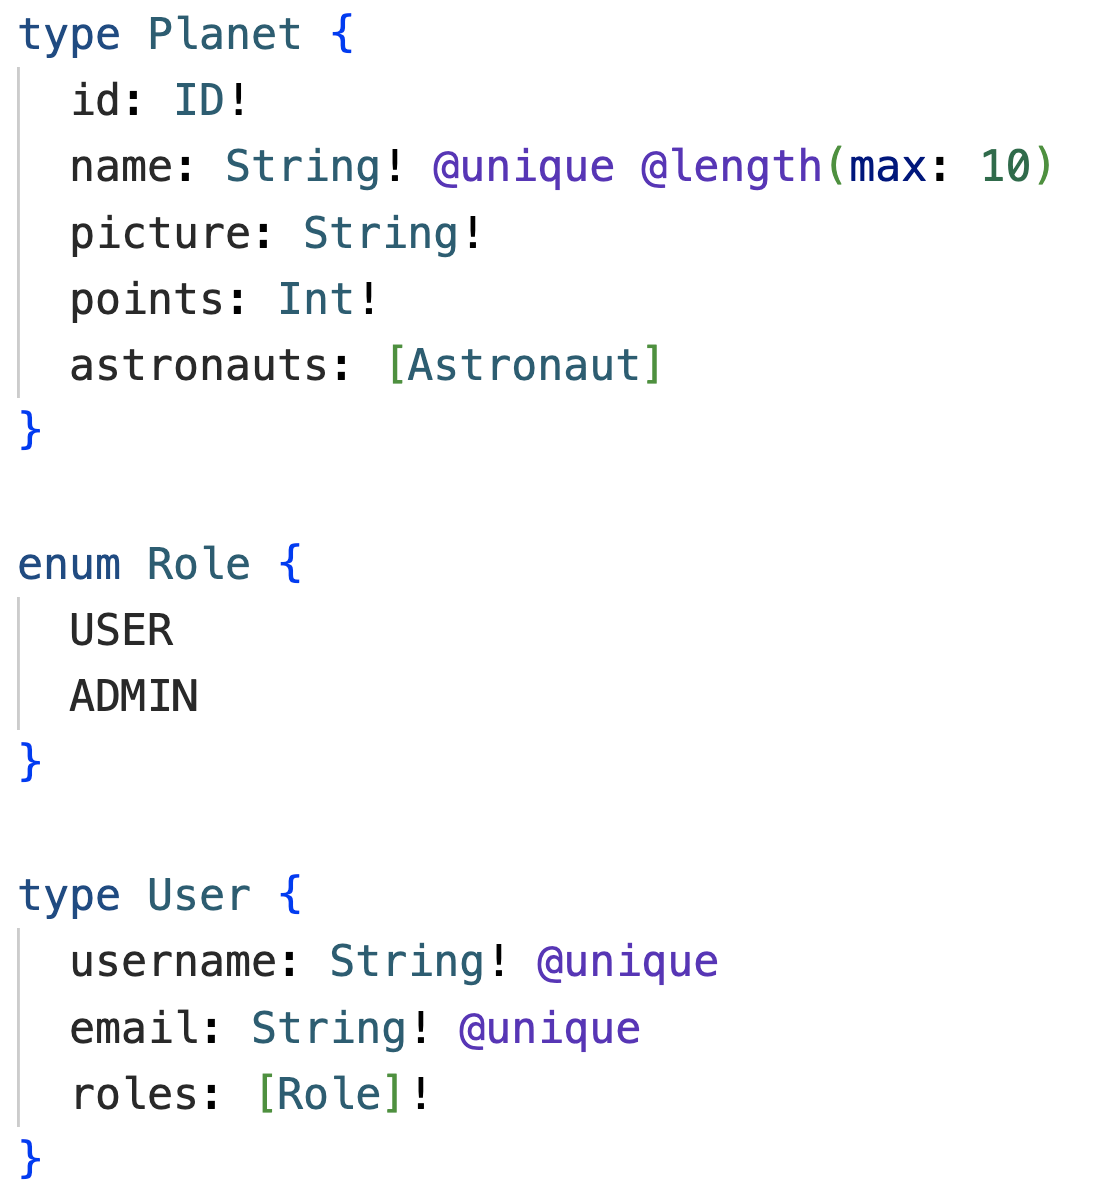 type Planet {
  id: ID!
  name: String! @unique @length(max: 10)
  picture: String!
  points: Int!
  astronauts: [Astronaut]
}

enum Role {
  USER
  ADMIN
}

type User {
  username: String! @unique
  email: String! @unique
  roles: [Role]!
}